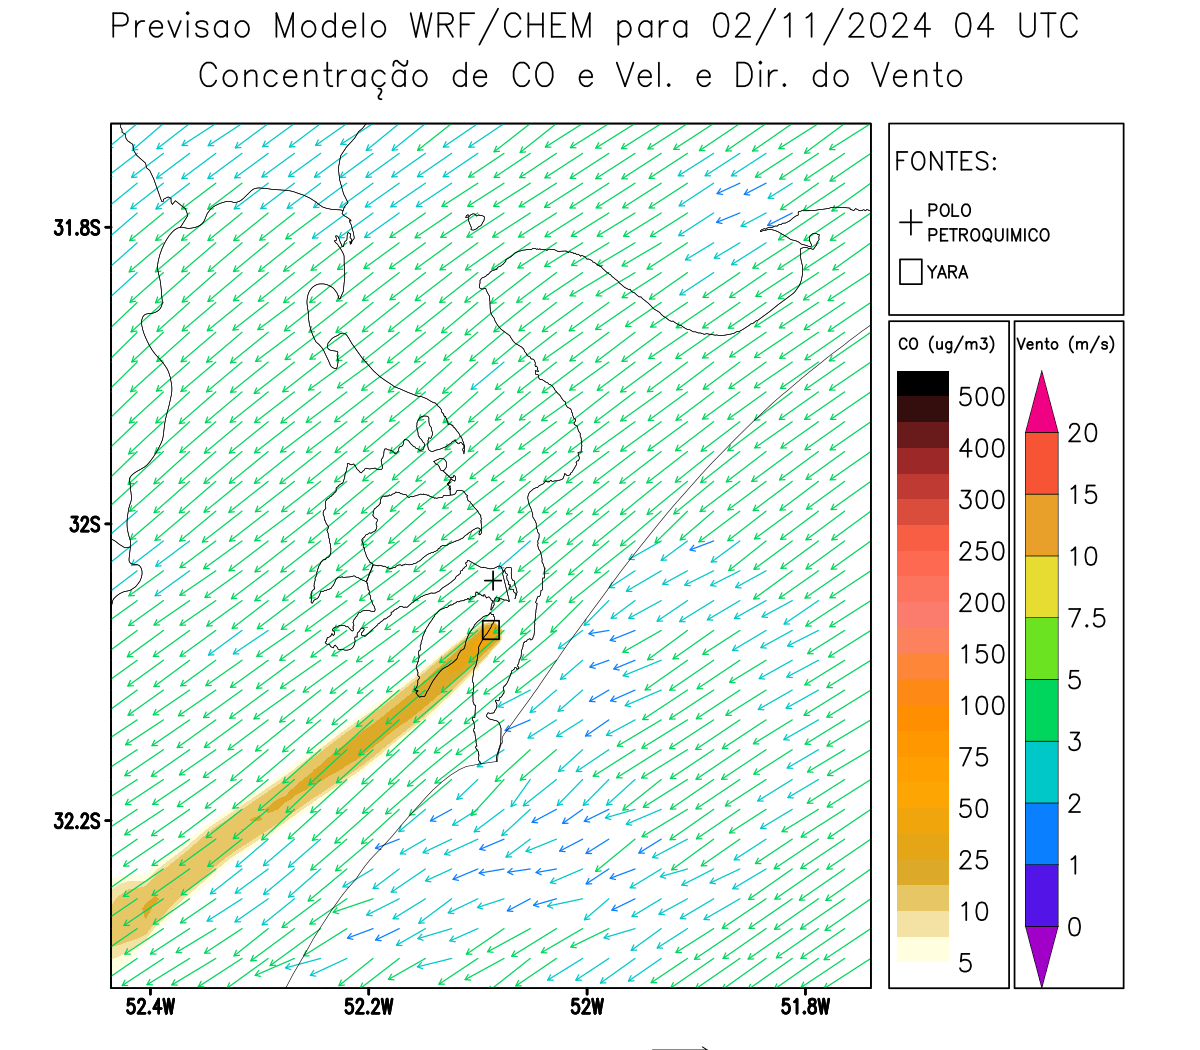 Previsao Modelo WRF/CHEM para 02/11/2024 04 UTC
Concentração de CO e Vel. e Dir. do Vento
FONTES:
POLO
PETROQUIMICO
YARA
CO (ug/m3)
500
400
300
250
200
150
100
75
50
25
10
5
Vento (m/s)
20
15
10
7.5
5
3
2
1
0
31.8S
32S
32.2S
52.4W
52.2W
52W
51.8W